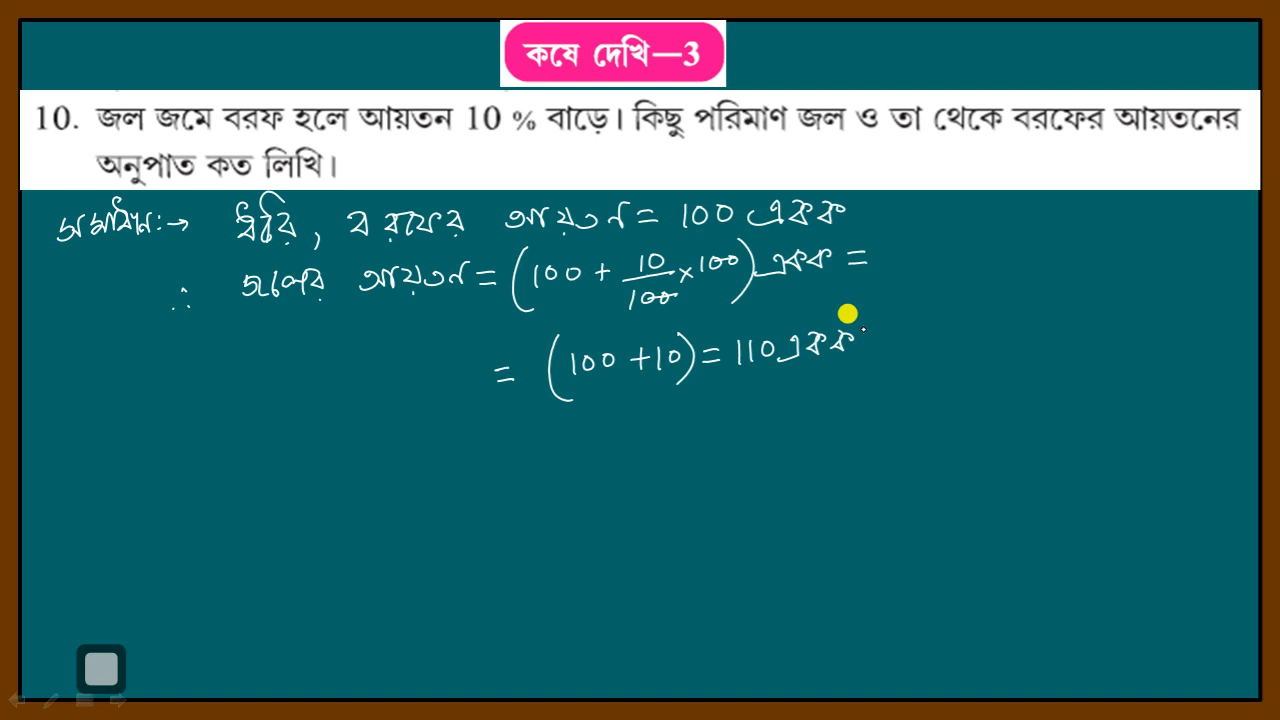 কষে দেখি—3
10. জল জমে বরফ হলে আয়তন 10 % বাড়ে। কিছু পরিমাণ জল ও তা থেকে বরফের আয়তনের
অনুপাত কত লিখি।
সমাধান:→ ধরি, বরফের আয়তন = 100 একক
∴ জলের আয়তন = (100 + 10/100 × 100) একক =
= (100 + 10) = 110 একক